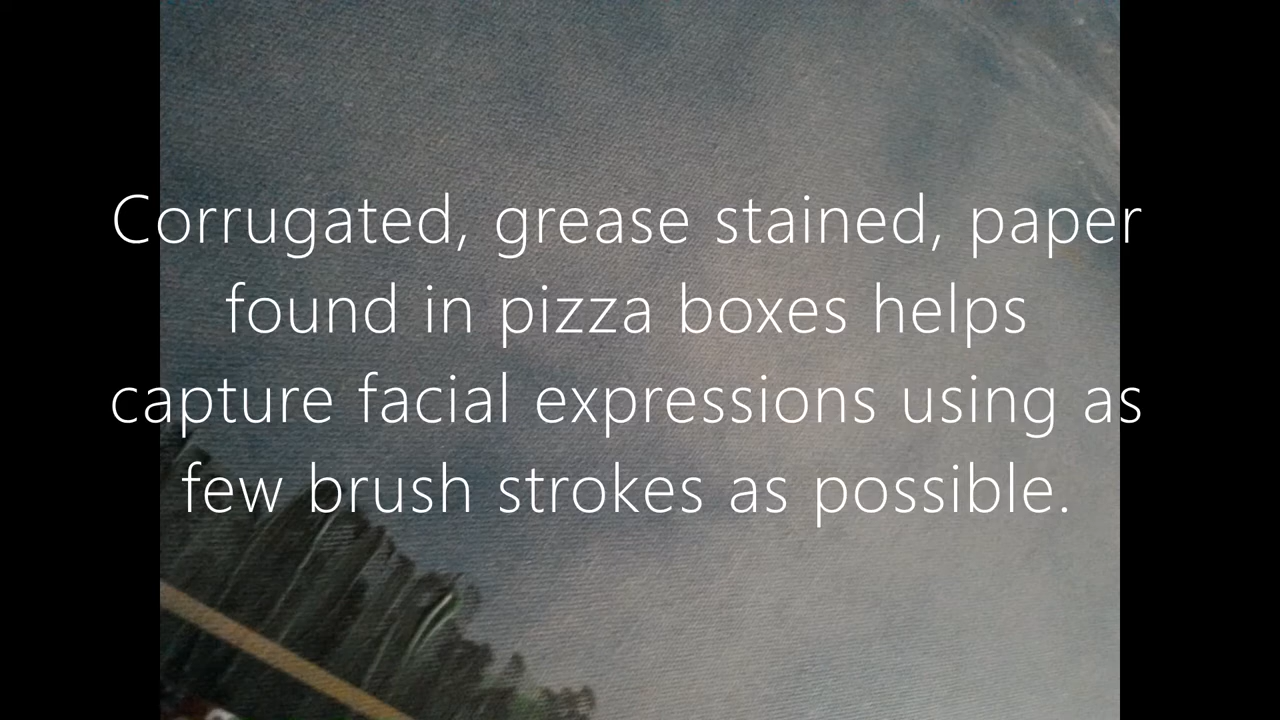 Corrugated, grease stained, paper
found in pizza boxes helps
capture facial expressions using as
few brush strokes as possible.